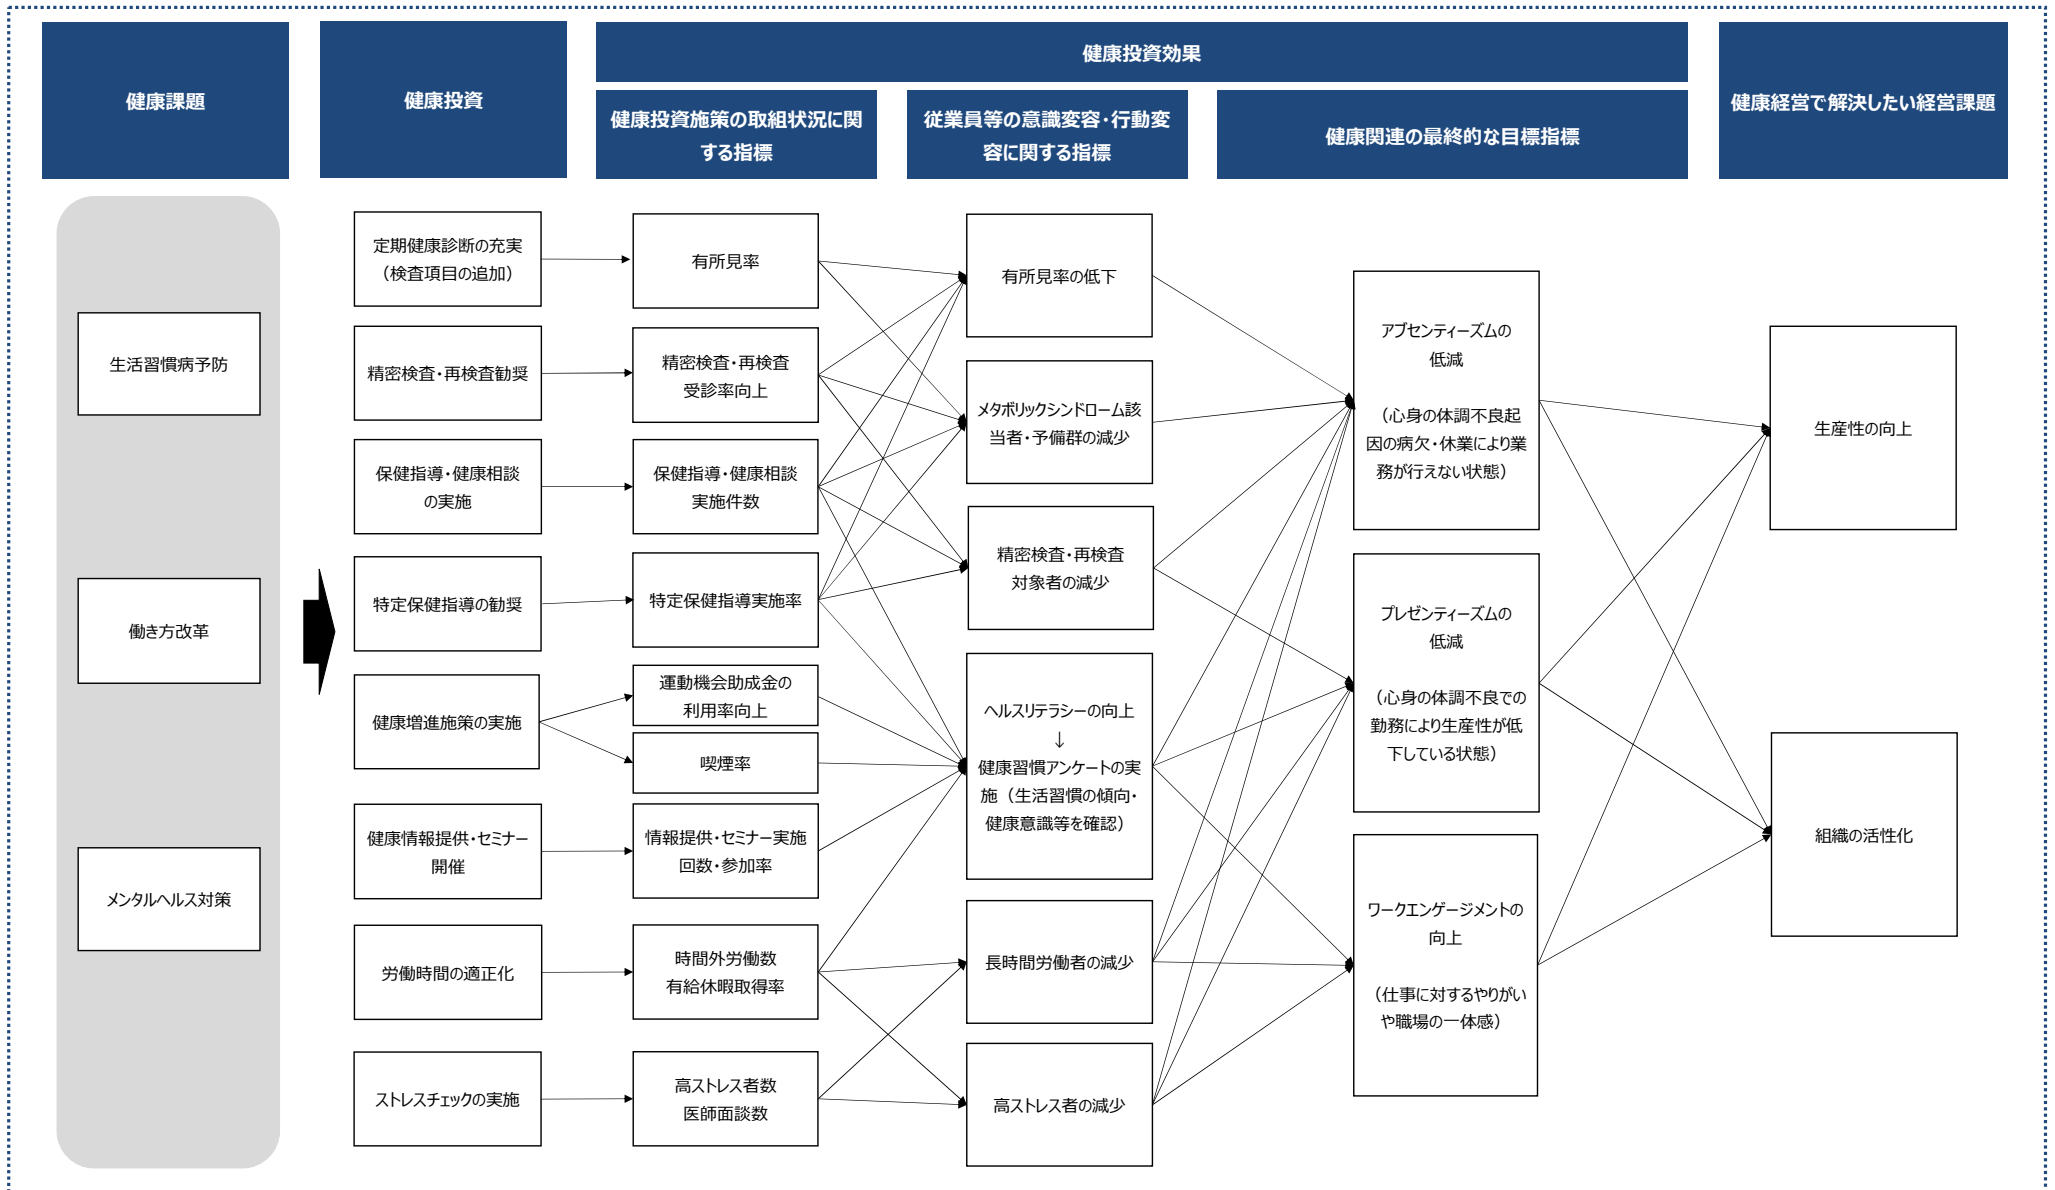 健康課題
健康投資
健康投資効果
健康投資施策の取組状況に関
する指標
従業員等の意識変容・行動変
容に関する指標
健康関連の最終的な目標指標
健康経営で解決したい経営課題
生活習慣病予防
働き方改革
メンタルヘルス対策
定期健康診断の充実
（検査項目の追加）
精密検査・再検査勧奨
保健指導・健康相談
の実施
特定保健指導の勧奨
健康増進施策の実施
健康情報提供・セミナー
開催
労働時間の適正化
ストレスチェックの実施
有所見率
精密検査・再検査
受診率向上
保健指導・健康相談
実施件数
特定保健指導実施率
運動機会助成金の
利用率向上
喫煙率
情報提供・セミナー実施
回数・参加率
時間外労働数
有給休暇取得率
高ストレス者数
医師面談数
有所見率の低下
メタボリックシンドローム該
当者・予備群の減少
精密検査・再検査
対象者の減少
ヘルスリテラシーの向上
↓
健康習慣アンケートの実
施（生活習慣の傾向・
健康意識等を確認）
長時間労働者の減少
高ストレス者の減少
アブセンティーズムの
低減
（心身の体調不良起
因の病欠・休業により業
務が行えない状態）
プレゼンティーズムの
低減
（心身の体調不良での
勤務により生産性が低
下している状態）
ワークエンゲージメントの
向上
（仕事に対するやりがい
や職場の一体感）
生産性の向上
組織の活性化